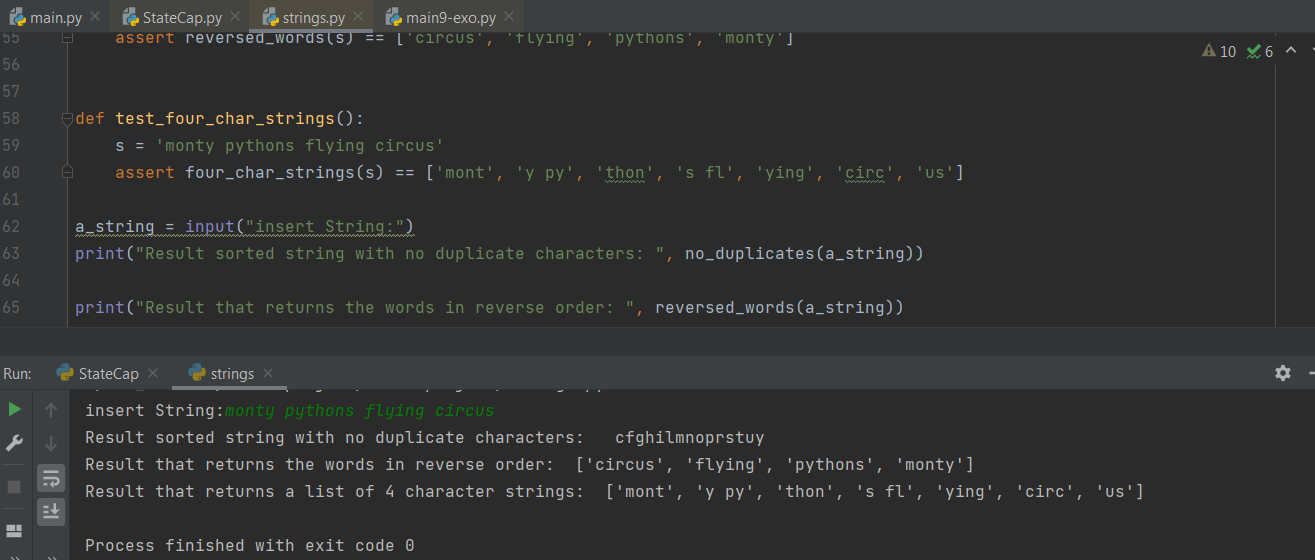 main.py StateCap.py strings.py main9-exo.py
55 assert reversed_words(s) == ['circus', 'flying', 'pythons', 'monty']
10 6
56
57
58 def test_four_char_strings():
59 s = 'monty pythons flying circus'
60 assert four_char_strings(s) == ['mont', 'y py', 'thon', 's fl', 'ying', 'circ', 'us']
61
62 a_string = input("insert String:")
63 print("Result sorted string with no duplicate characters: ", no_duplicates(a_string))
64
65 print("Result that returns the words in reverse order: ", reversed_words(a_string))
Run: StateCap strings
insert String:monty pythons flying circus
Result sorted string with no duplicate characters:   cfghilmnoprstuy
Result that returns the words in reverse order:  ['circus', 'flying', 'pythons', 'monty']
Result that returns a list of 4 character strings:  ['mont', 'y py', 'thon', 's fl', 'ying', 'circ', 'us']
Process finished with exit code 0